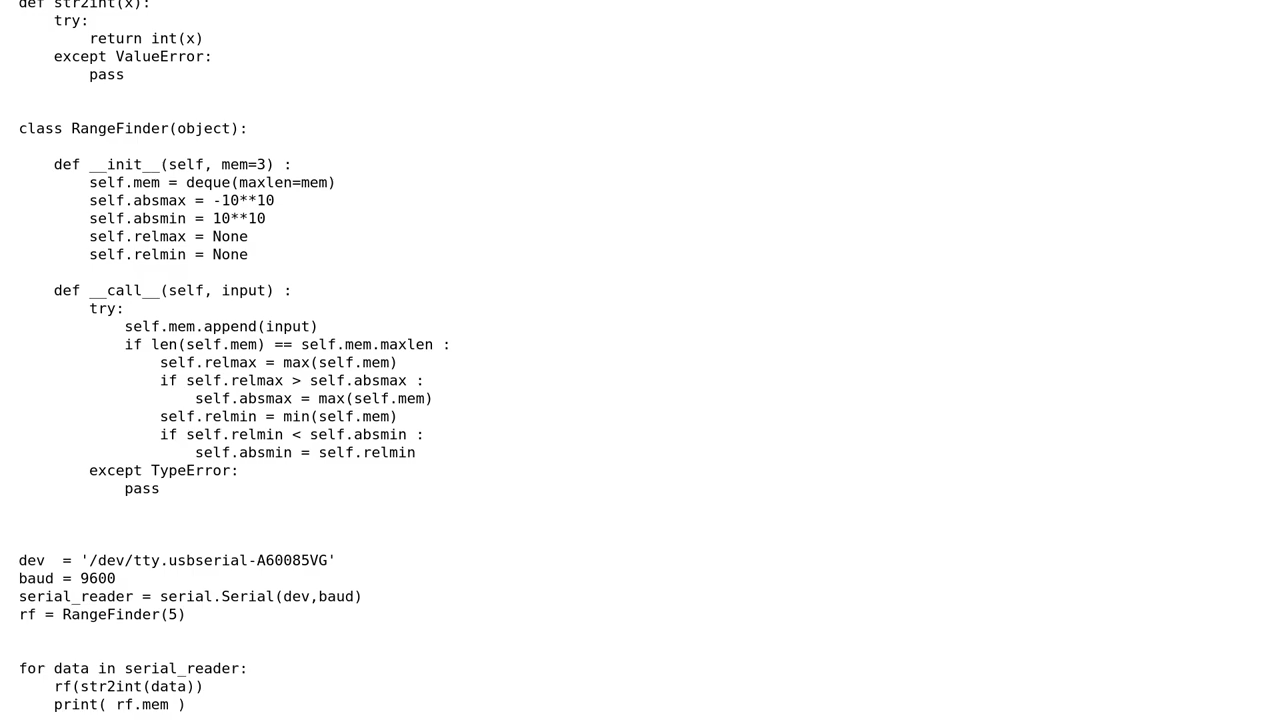 def str2int(x):
    try:
        return int(x)
    except ValueError:
        pass


class RangeFinder(object):

    def __init__(self, mem=3) :
        self.mem = deque(maxlen=mem)
        self.absmax = -10**10
        self.absmin = 10**10
        self.relmax = None
        self.relmin = None

    def __call__(self, input) :
        try:
            self.mem.append(input)
            if len(self.mem) == self.mem.maxlen :
                self.relmax = max(self.mem)
                if self.relmax > self.absmax :
                    self.absmax = max(self.mem)
                self.relmin = min(self.mem)
                if self.relmin < self.absmin :
                    self.absmin = self.relmin
        except TypeError:
            pass



dev  = '/dev/tty.usbserial-A60085VG'
baud = 9600
serial_reader = serial.Serial(dev,baud)
rf = RangeFinder(5)


for data in serial_reader:
    rf(str2int(data))
    print( rf.mem )